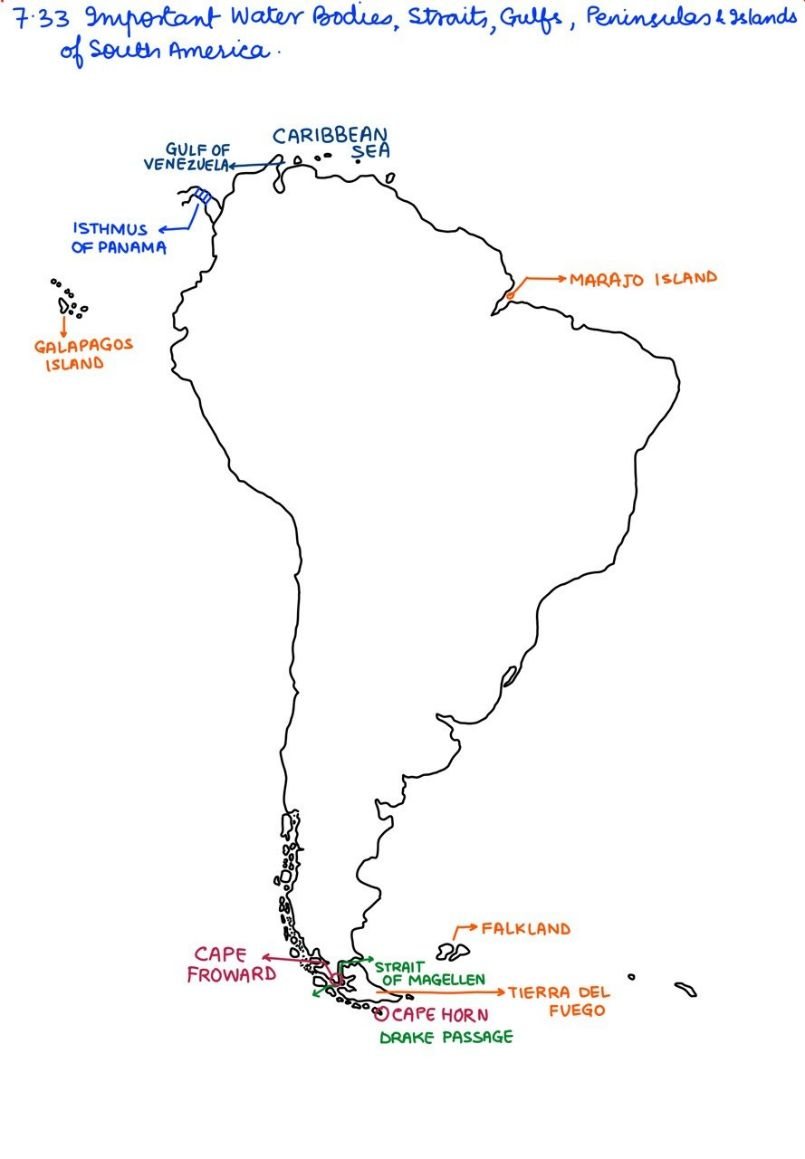 7.33 Important Water Bodies, Straits, Gulfs, Peninsulas & Islands
of South America.
CARIBBEAN
SEA
GULF OF
VENEZUELA
ISTHMUS
OF PANAMA
MARAJO ISLAND
GALAPAGOS
ISLAND
FALKLAND
CAPE
FROWARD
STRAIT
OF MAGELLEN
TIERRA DEL
FUEGO
CAPE HORN
DRAKE PASSAGE